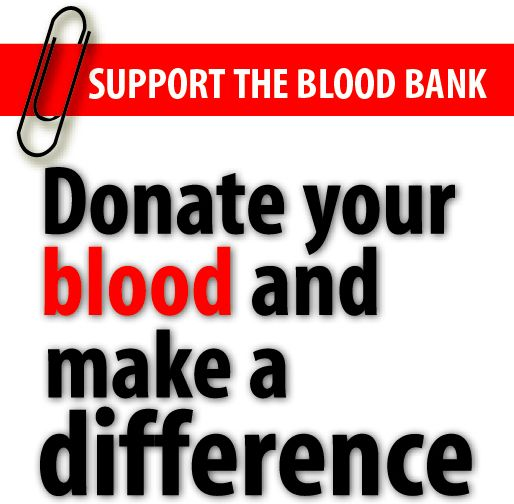 SUPPORT THE BLOOD BANK
Donate your
blood and
make a
difference